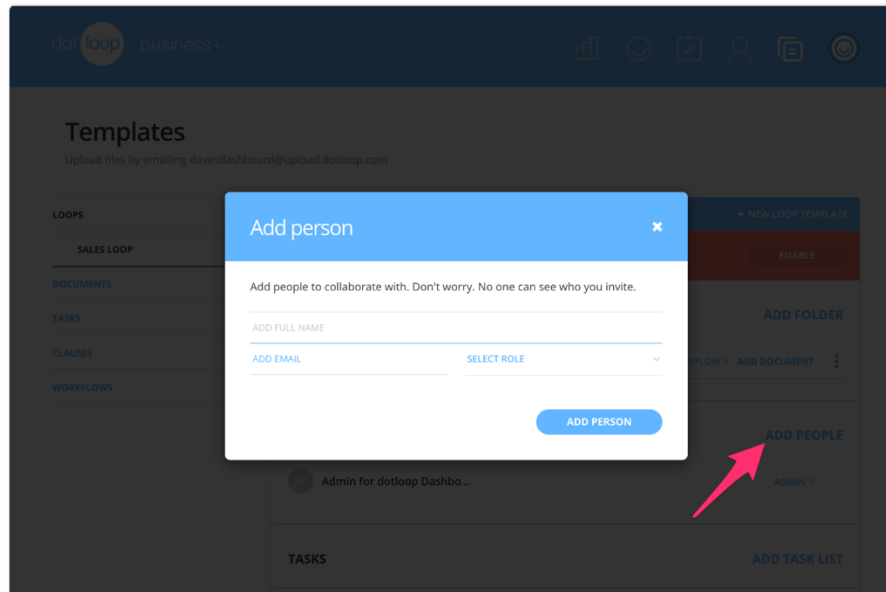 dotloop business+
Templates
Upload files by emailing davesdashboard@upload.dotloop.com
LOOPS
+ NEW LOOP TEMPLATE
SALES LOOP
ENABLE
DOCUMENTS
TASKS
ADD FOLDER
CLAUSES
ADD DOCUMENT
WORKFLOWS
Add person
Add people to collaborate with. Don't worry. No one can see who you invite.
ADD FULL NAME
ADD EMAIL
SELECT ROLE
ADD PERSON
ADD PEOPLE
Admin for dotloop Dashbo...
ADMIN
TASKS
ADD TASK LIST